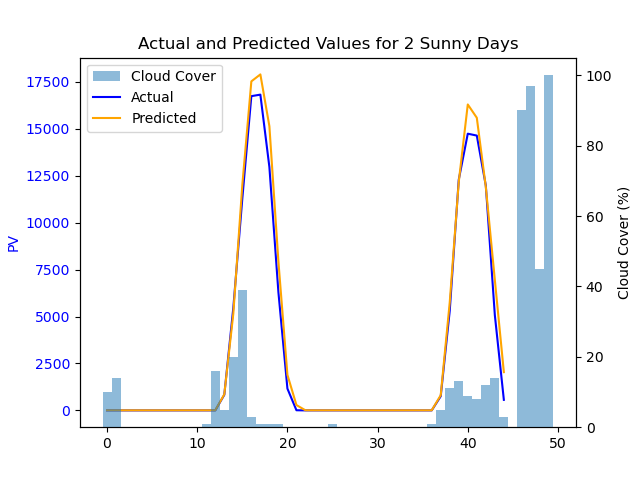 Actual and Predicted Values for 2 Sunny Days
Cloud Cover
Actual
Predicted
17500
15000
12500
10000
7500
5000
2500
0
PV
100
80
60
40
20
0
Cloud Cover (%)
0 10 20 30 40 50